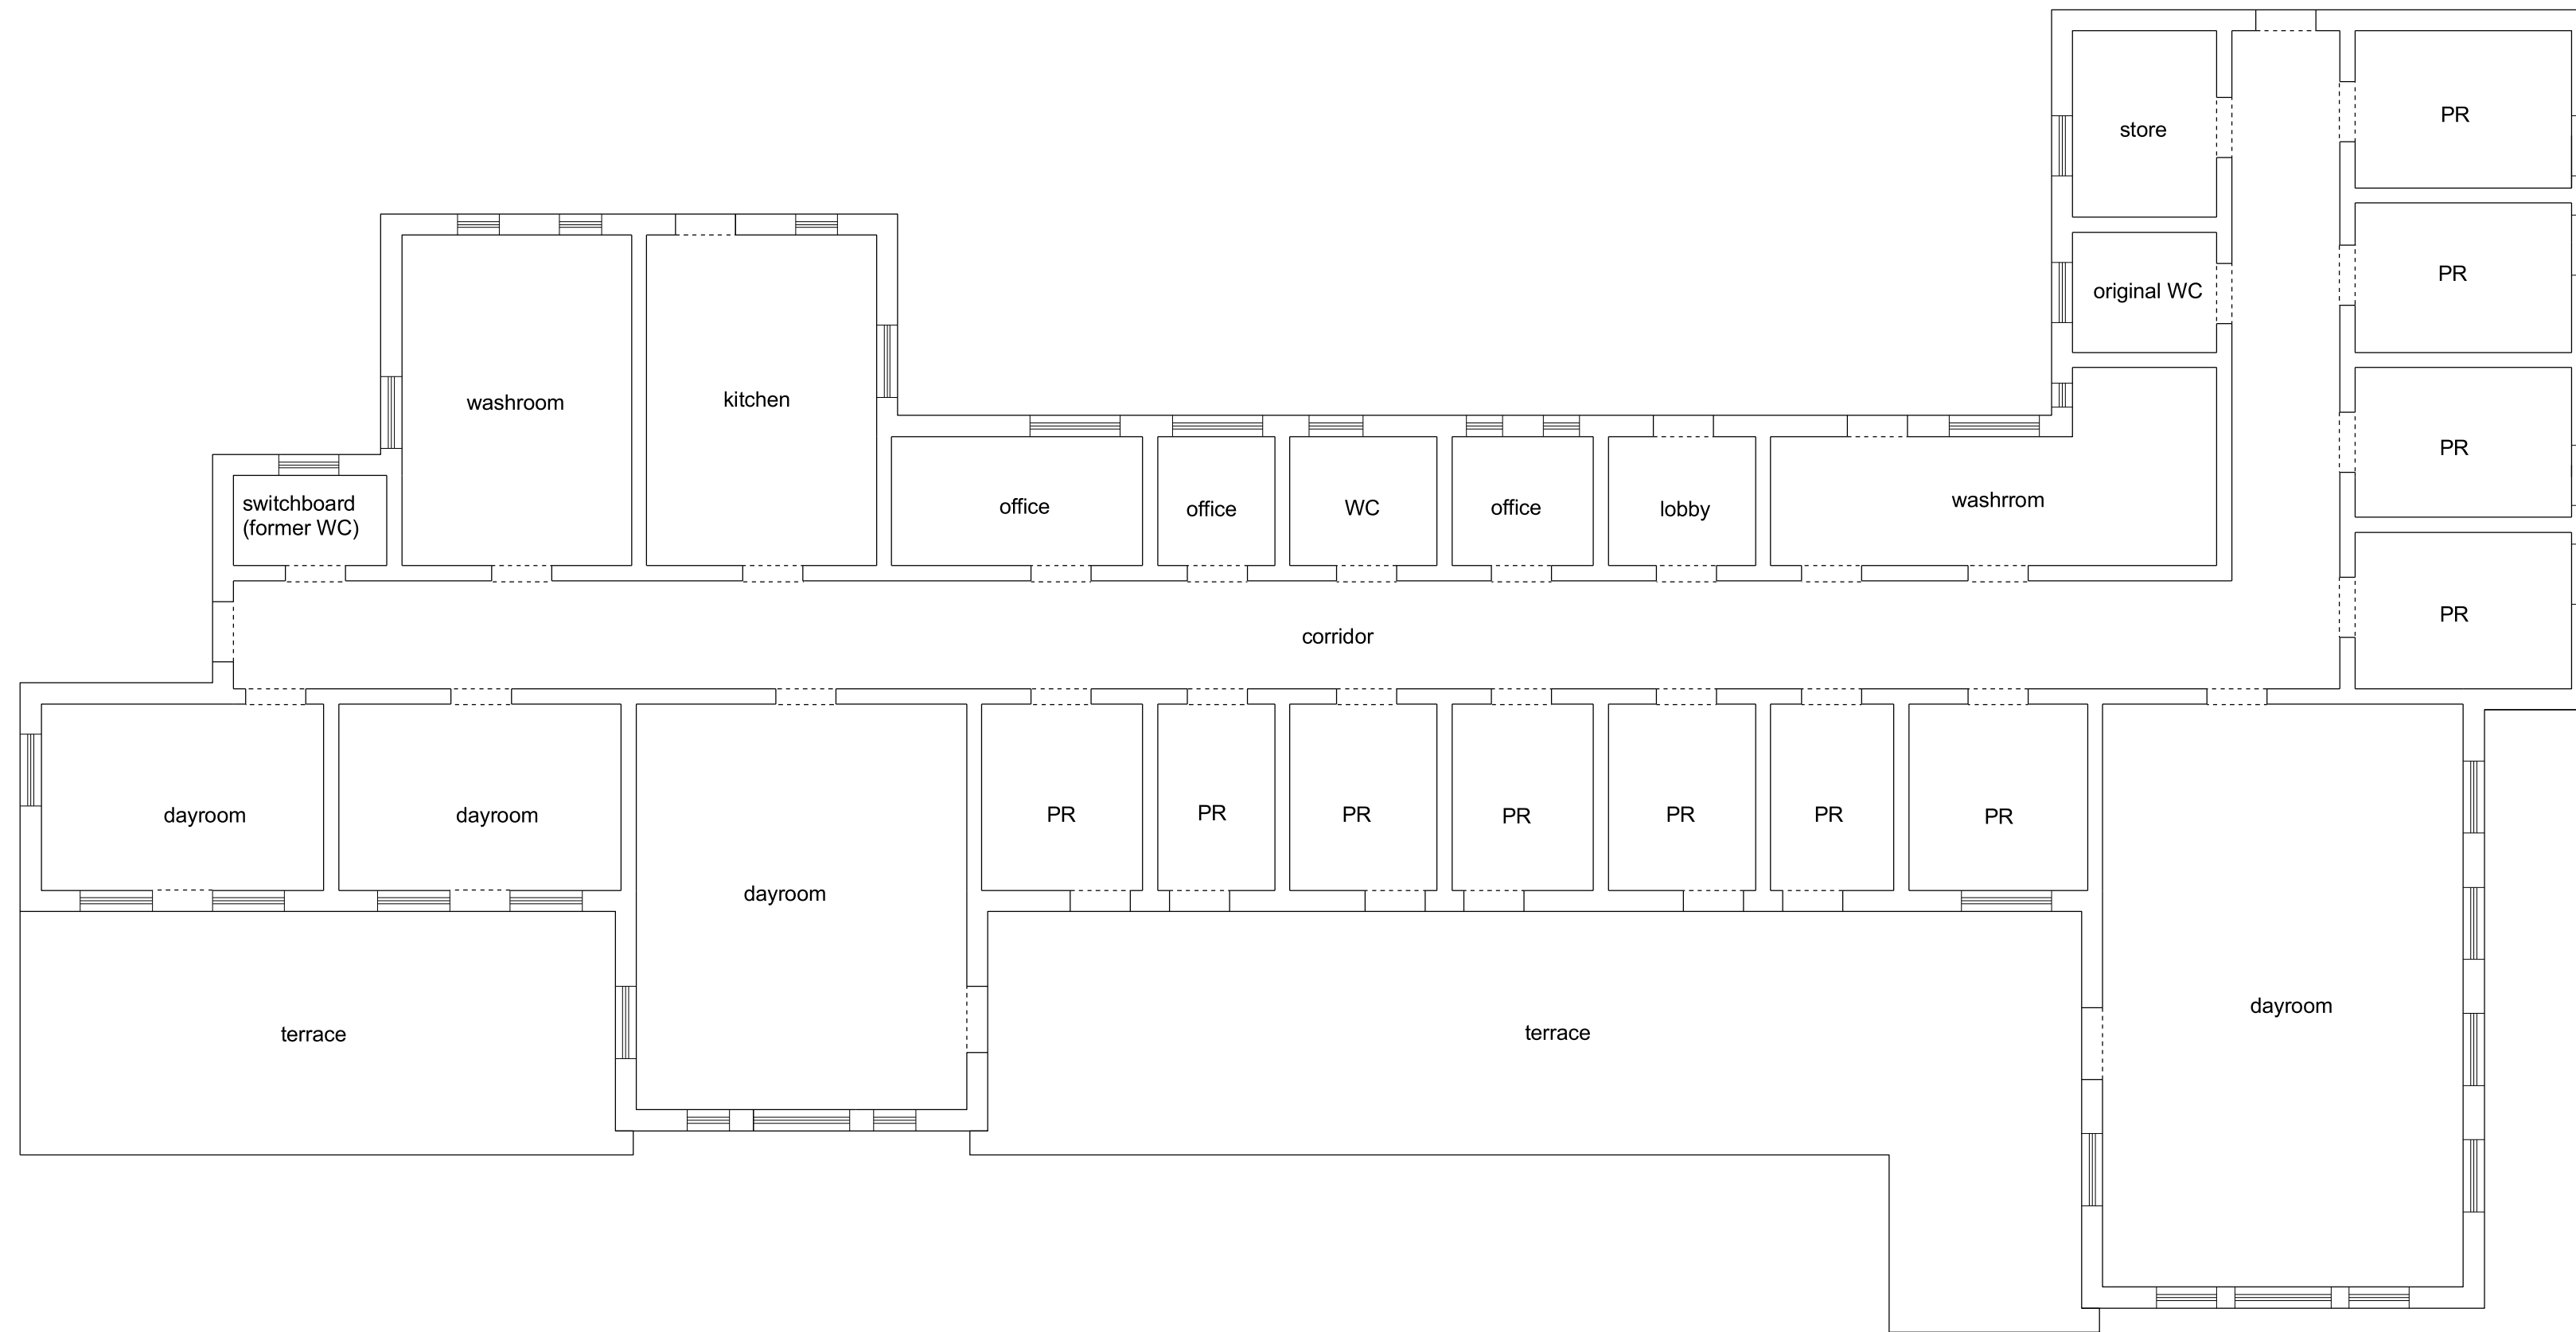 PR
store
PR
original WC
washroom
kitchen
PR
switchboard
(former WC)
office
office
WC
office
lobby
washrrom
PR
corridor
dayroom
dayroom
dayroom
PR
PR
PR
PR
PR
PR
PR
dayroom
terrace
terrace